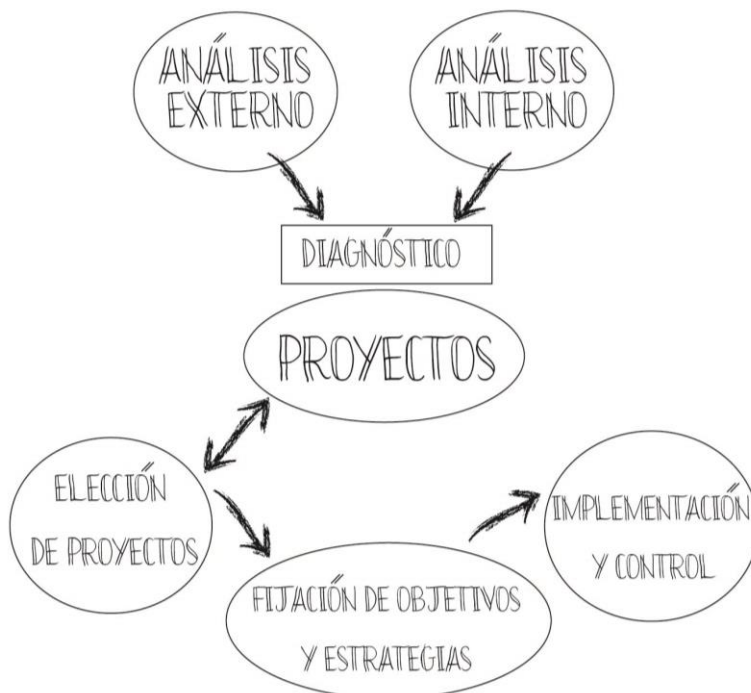 ANÁLISIS
EXTERNO
ANÁLISIS
INTERNO
DIAGNÓSTICO
PROYECTOS
ELECCIÓN
DE PROYECTOS
FIJACIÓN DE OBJETIVOS
Y ESTRATEGIAS
IMPLEMENTACIÓN
Y CONTROL